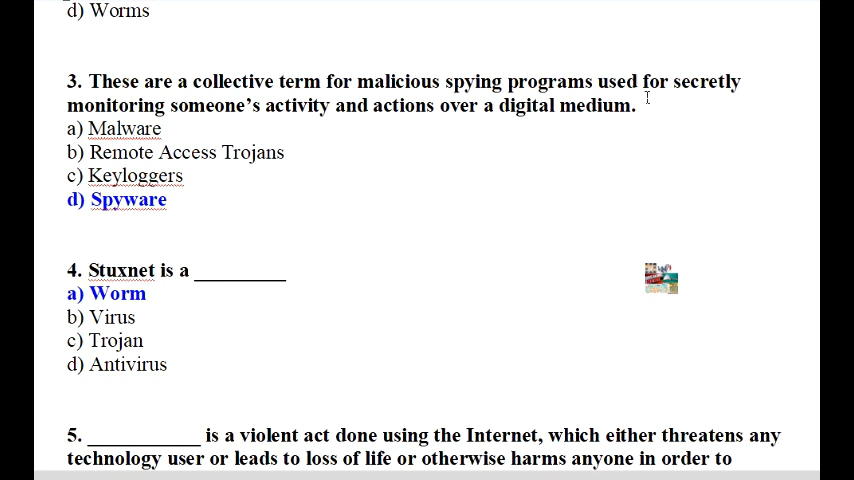 d) Worms
3. These are a collective term for malicious spying programs used for secretly
monitoring someone’s activity and actions over a digital medium.
a) Malware
b) Remote Access Trojans
c) Keyloggers
d) Spyware
4. Stuxnet is a _________
a) Worm
b) Virus
c) Trojan
d) Antivirus
5. ___________ is a violent act done using the Internet, which either threatens any
technology user or leads to loss of life or otherwise harms anyone in order to